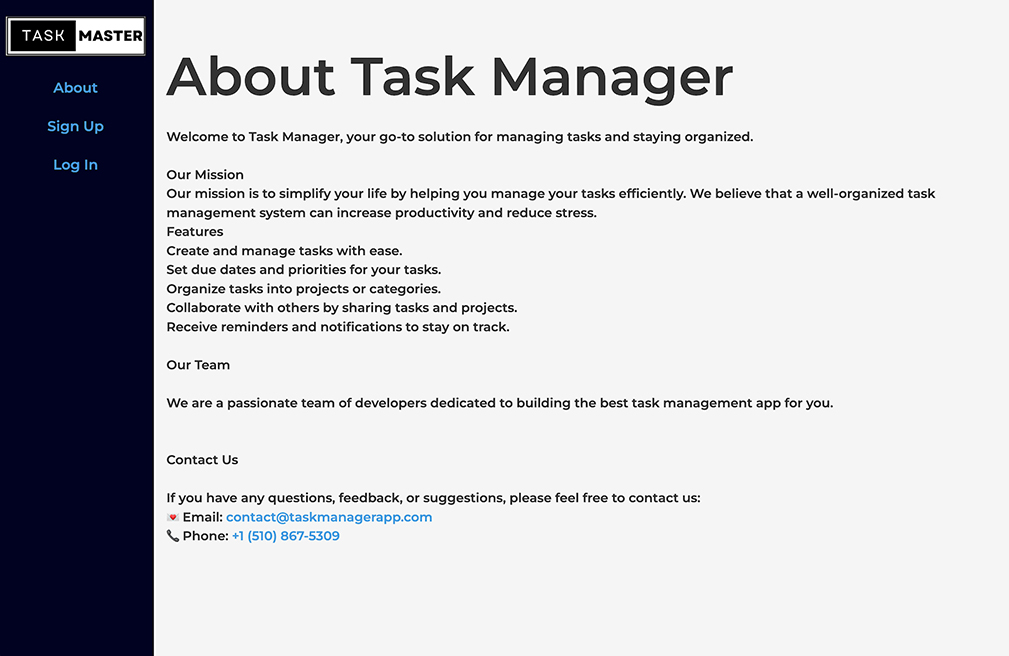 TASK MASTER
About
Sign Up
Log In
About Task Manager
Welcome to Task Manager, your go-to solution for managing tasks and staying organized.
Our Mission
Our mission is to simplify your life by helping you manage your tasks efficiently. We believe that a well-organized task
management system can increase productivity and reduce stress.
Features
Create and manage tasks with ease.
Set due dates and priorities for your tasks.
Organize tasks into projects or categories.
Collaborate with others by sharing tasks and projects.
Receive reminders and notifications to stay on track.
Our Team
We are a passionate team of developers dedicated to building the best task management app for you.
Contact Us
If you have any questions, feedback, or suggestions, please feel free to contact us:
💌 Email: contact@taskmanagerapp.com
📞 Phone: +1 (510) 867-5309